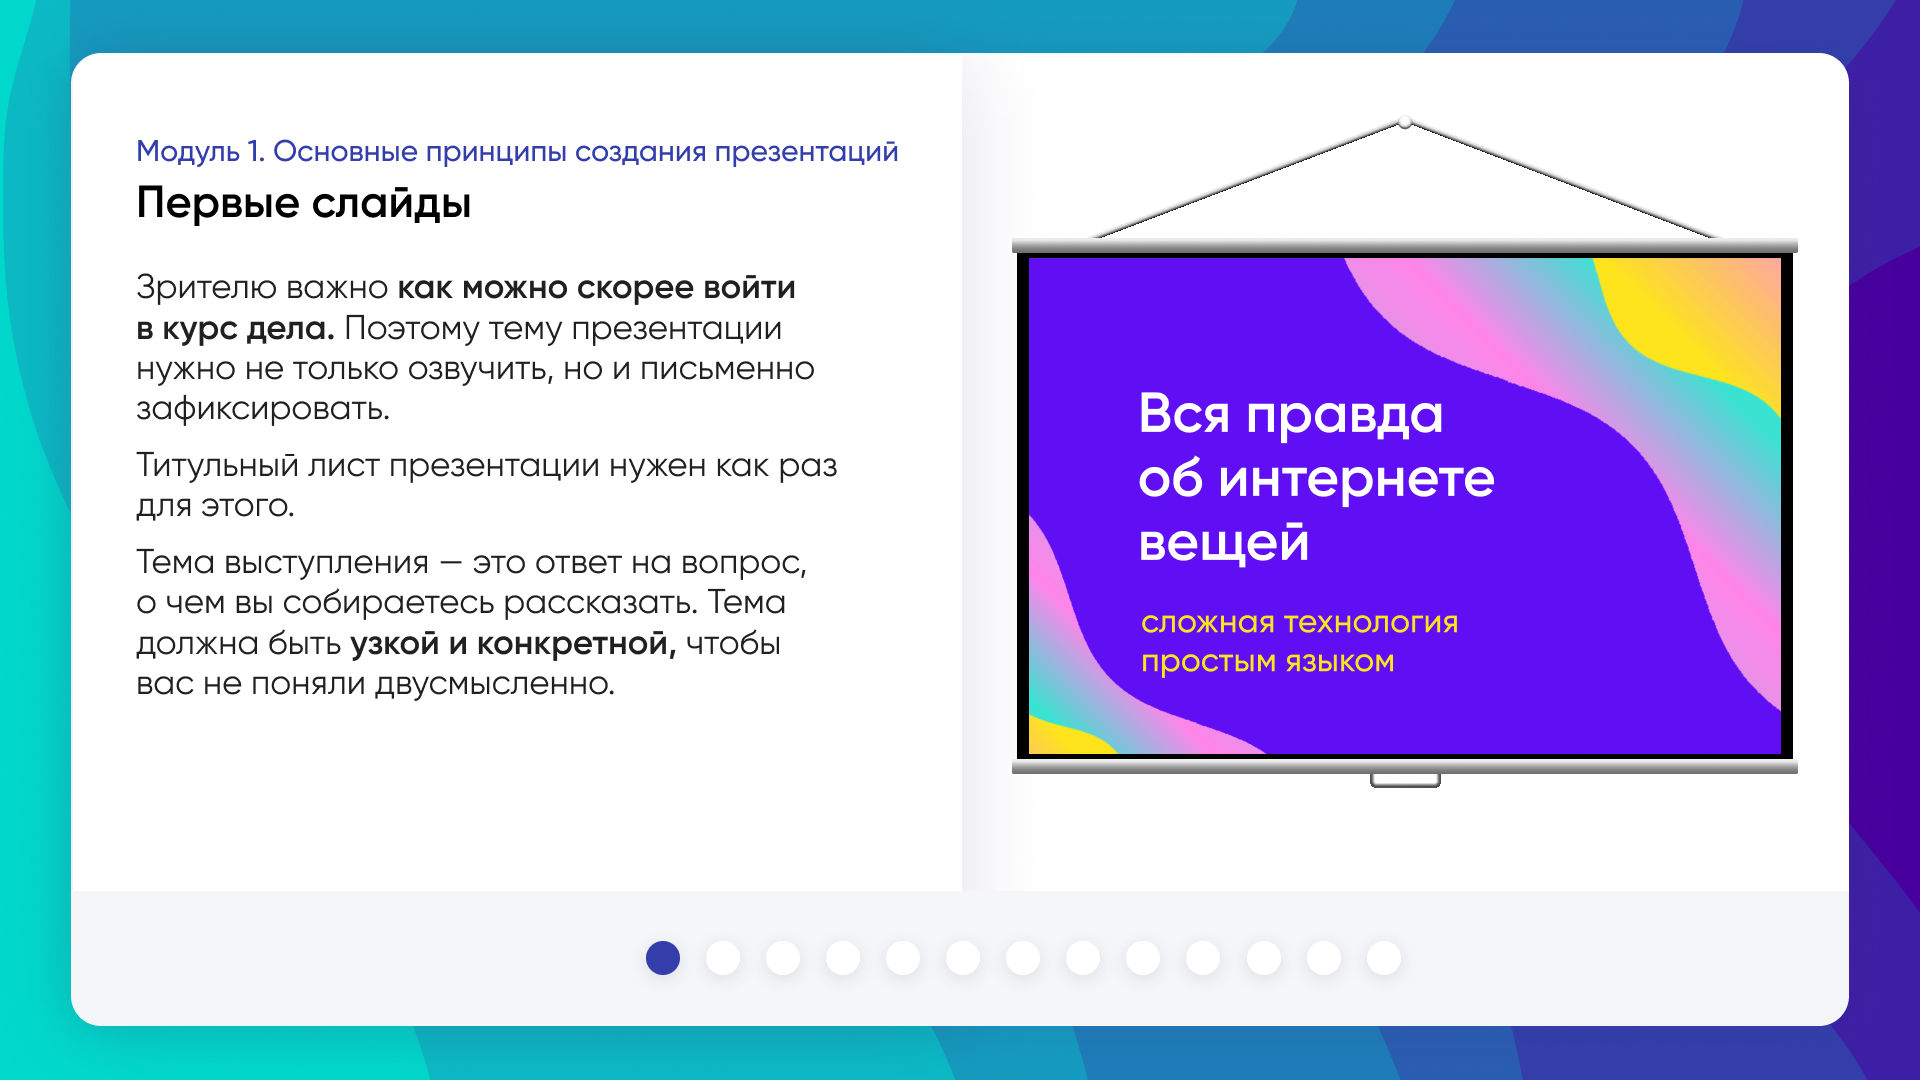 Модуль 1. Основные принципы создания презентаций
Первые слайды
Зрителю важно как можно скорее войти
в курс дела. Поэтому тему презентации
нужно не только озвучить, но и письменно
зафиксировать.
Титульный лист презентации нужен как раз
для этого.
Тема выступления — это ответ на вопрос,
о чем вы собираетесь рассказать. Тема
должна быть узкой и конкретной, чтобы
вас не поняли двусмысленно.
Вся правда
об интернете
вещей
сложная технология
простым языком